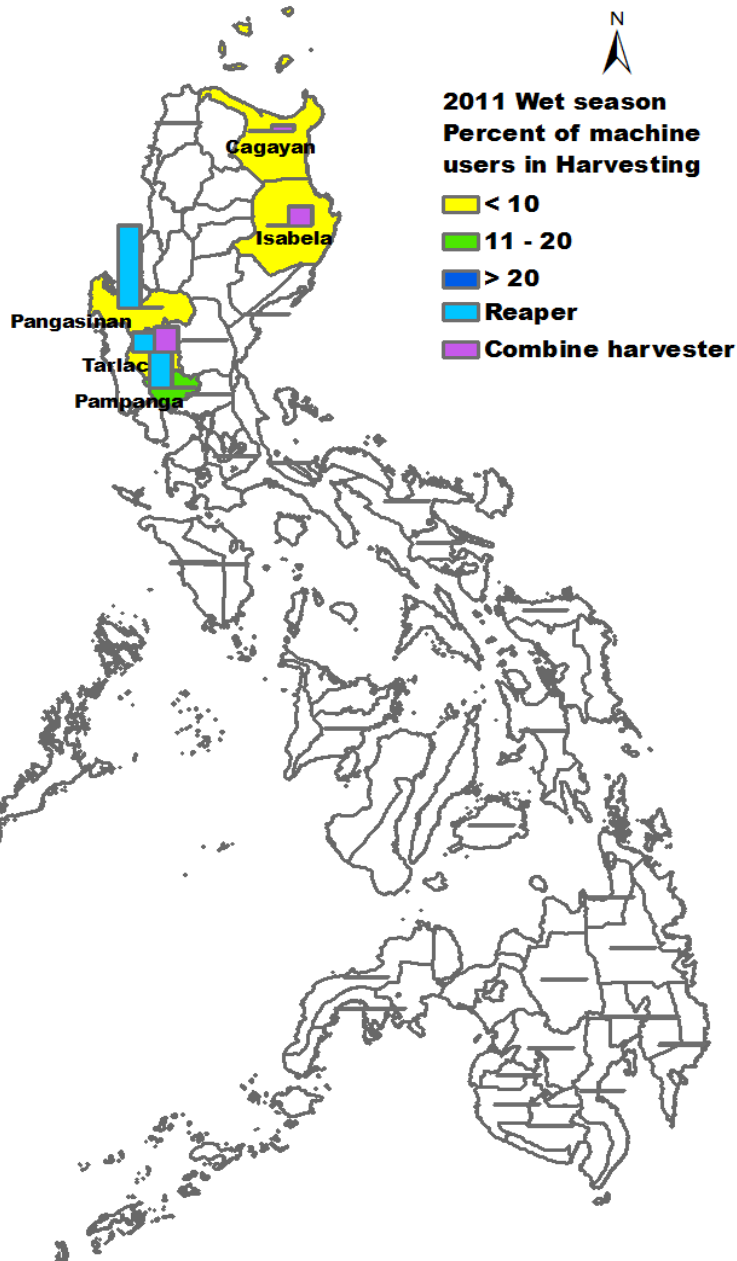 N
2011 Wet season
Percent of machine
users in Harvesting
< 10
11 - 20
> 20
Reaper
Combine harvester
Cagayan
Isabela
Pangasinan
Tarlac
Pampanga